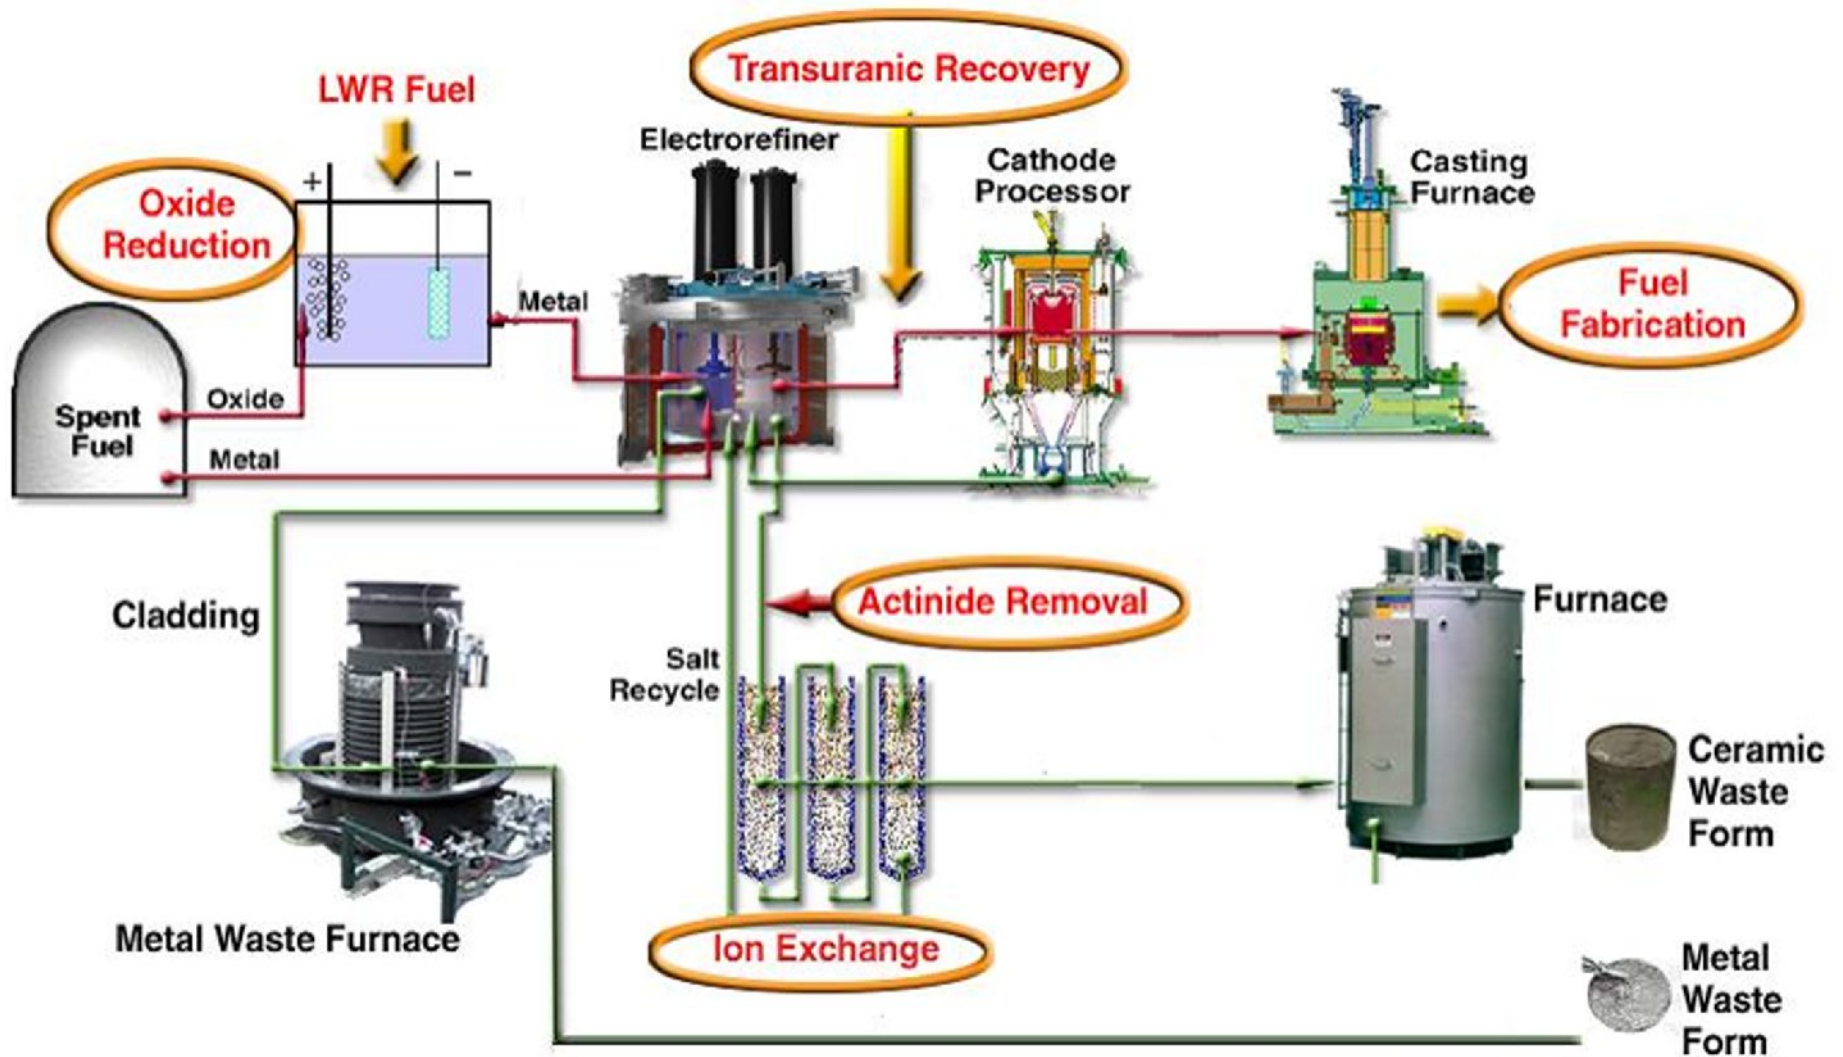 Transuranic Recovery
LWR Fuel
Electrorefiner
Cathode
Processor
Casting
Furnace
+
−
Oxide
Reduction
Metal
Fuel
Fabrication
Spent
Fuel
Oxide
Metal
Cladding
Actinide Removal
Furnace
Salt
Recycle
Ceramic
Waste
Form
Metal Waste Furnace
Ion Exchange
Metal
Waste
Form